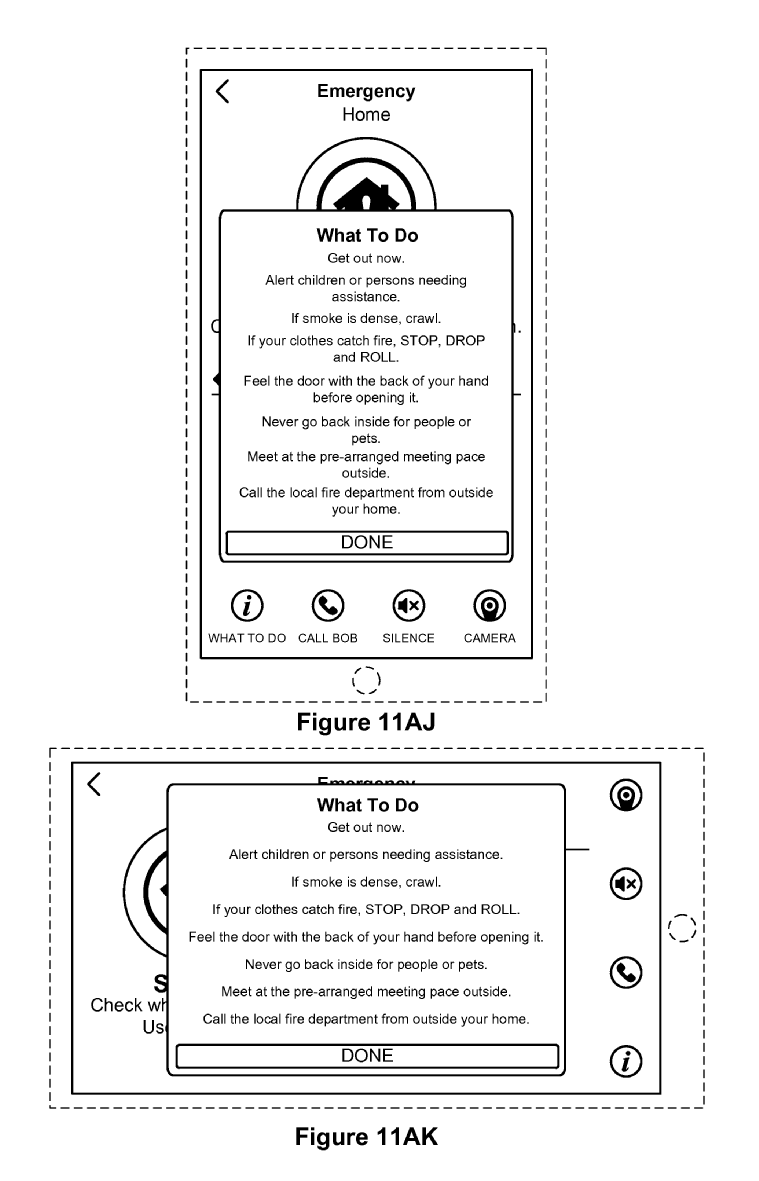 Emergency
Home
What To Do
Get out now.
Alert children or persons needing
assistance.
If smoke is dense, crawl.
If your clothes catch fire, STOP, DROP
and ROLL.
Feel the door with the back of your hand
before opening it.
Never go back inside for people or
pets.
Meet at the pre-arranged meeting pace
outside.
Call the local fire department from outside
your home.
DONE
WHAT TO DO CALL BOB SILENCE CAMERA
Figure 11AJ
Emergency
What To Do
Get out now.
Alert children or persons needing assistance.
If smoke is dense, crawl.
If your clothes catch fire, STOP, DROP and ROLL.
Feel the door with the back of your hand before opening it.
Never go back inside for people or pets.
Meet at the pre-arranged meeting pace outside.
Call the local fire department from outside your home.
Check
DONE
Figure 11AK